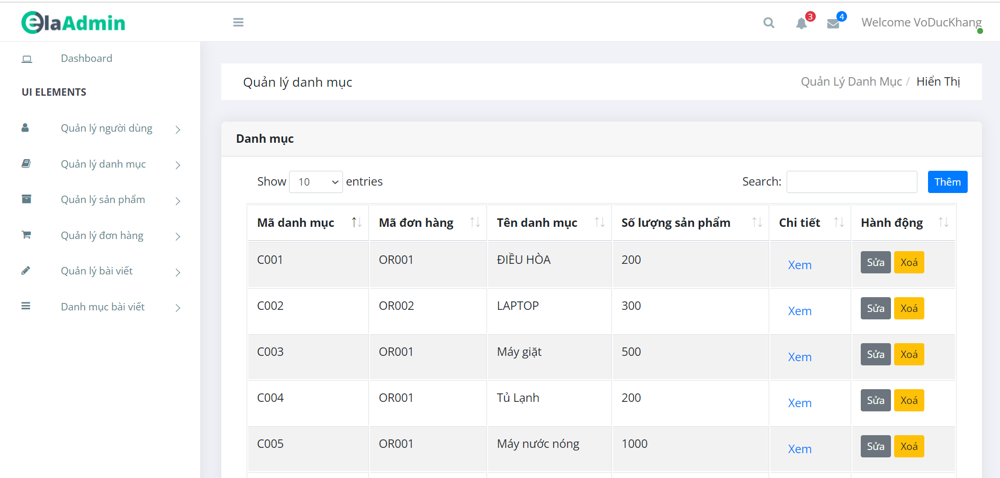 elaAdmin
3
4
Welcome VoDucKhang
Dashboard
UI ELEMENTS
Quản lý người dùng
Quản lý danh mục
Quản lý sản phẩm
Quản lý đơn hàng
Quản lý bài viết
Danh mục bài viết
Quản lý danh mục
Quản Lý Danh Mục / Hiển Thị
Danh mục
Show 10 entries
Search:
Thêm
Mã danh mục Mã đơn hàng Tên danh mục Số lượng sản phẩm Chi tiết Hành động
C001 OR001 ĐIỀU HÒA 200 Xem Sửa Xoá
C002 OR002 LAPTOP 300 Xem Sửa Xoá
C003 OR001 Máy giặt 500 Xem Sửa Xoá
C004 OR001 Tủ Lạnh 200 Xem Sửa Xoá
C005 OR001 Máy nước nóng 1000 Xem Sửa Xoá